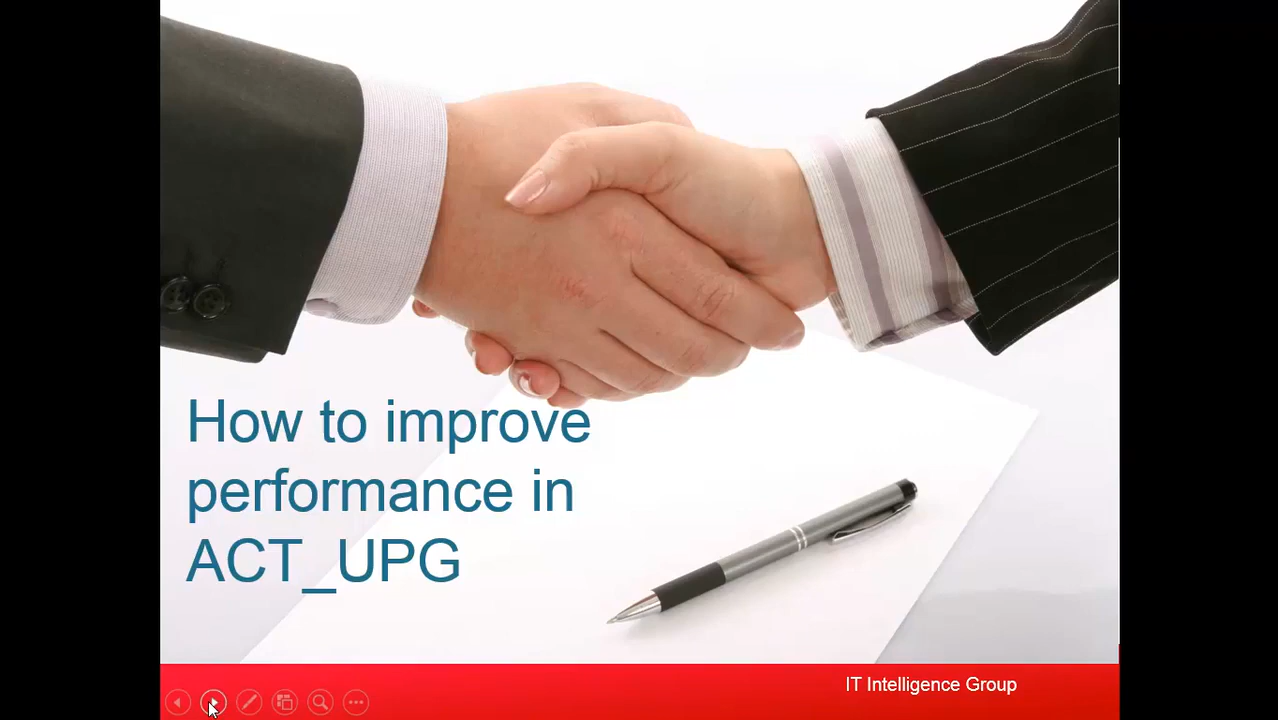 How to improve
performance in
ACT_UPG
IT Intelligence Group